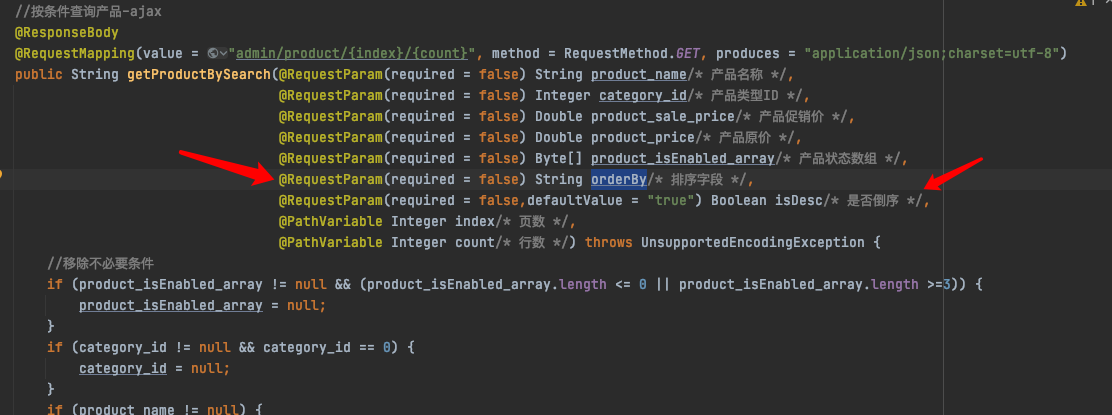 //按条件查询产品-ajax
@ResponseBody
@RequestMapping(value = "admin/product/{index}/{count}", method = RequestMethod.GET, produces = "application/json;charset=utf-8")
public String getProductBySearch(@RequestParam(required = false) String product_name/* 产品名称 */,
@RequestParam(required = false) Integer category_id/* 产品类型ID */,
@RequestParam(required = false) Double product_sale_price/* 产品促销价 */,
@RequestParam(required = false) Double product_price/* 产品原价 */,
@RequestParam(required = false) Byte[] product_isEnabled_array/* 产品状态数组 */,
@RequestParam(required = false) String orderBy/* 排序字段 */,
@RequestParam(required = false,defaultValue = "true") Boolean isDesc/* 是否倒序 */,
@PathVariable Integer index/* 页数 */,
@PathVariable Integer count/* 行数 */) throws UnsupportedEncodingException {
//移除不必要条件
if (product_isEnabled_array != null && (product_isEnabled_array.length <= 0 || product_isEnabled_array.length >=3)) {
product_isEnabled_array = null;
}
if (category_id != null && category_id == 0) {
category_id = null;
}
if (product_name != null) {